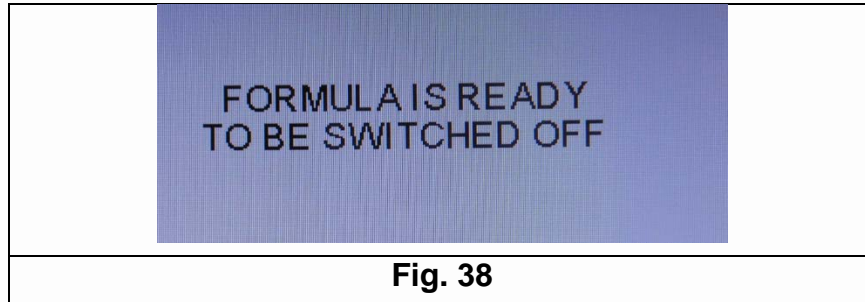 FORMULA IS READY
TO BE SWITCHED OFF
Fig. 38